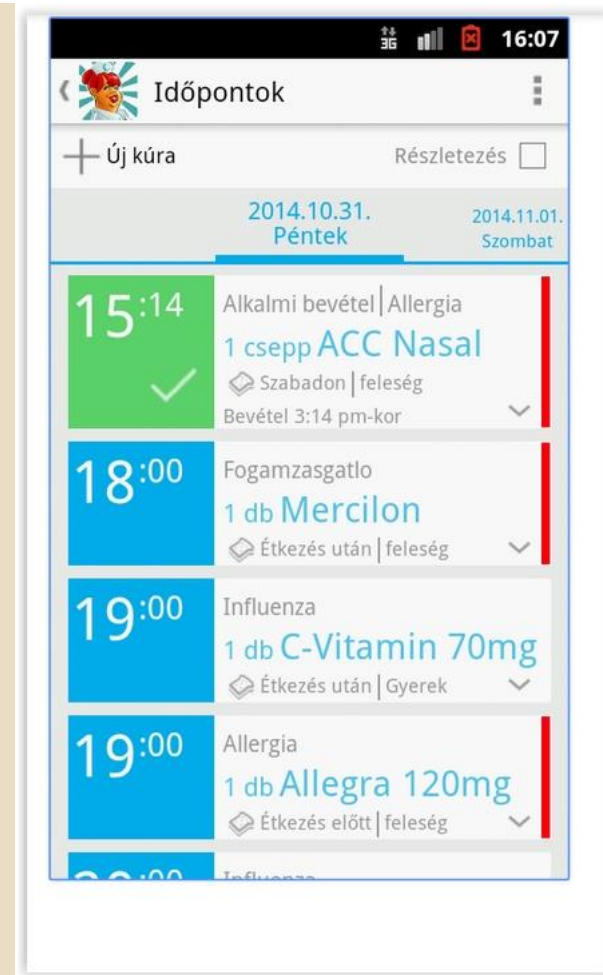 3G 16:07
Időpontok
Új kúra Részletezés
2014.10.31. 2014.11.01.
Péntek Szombat
15:14 Alkalmi bevétel|Allergia
1 csepp ACC Nasal
Szabadon|feleség
Bevétel 3:14 pm-kor
18:00 Fogamzasgatlo
1 db Mercilon
Étkezés után|feleség
19:00 Influenza
1 db C-Vitamin 70mg
Étkezés után|Gyerek
19:00 Allergia
1 db Allegra 120mg
Étkezés előtt|feleség